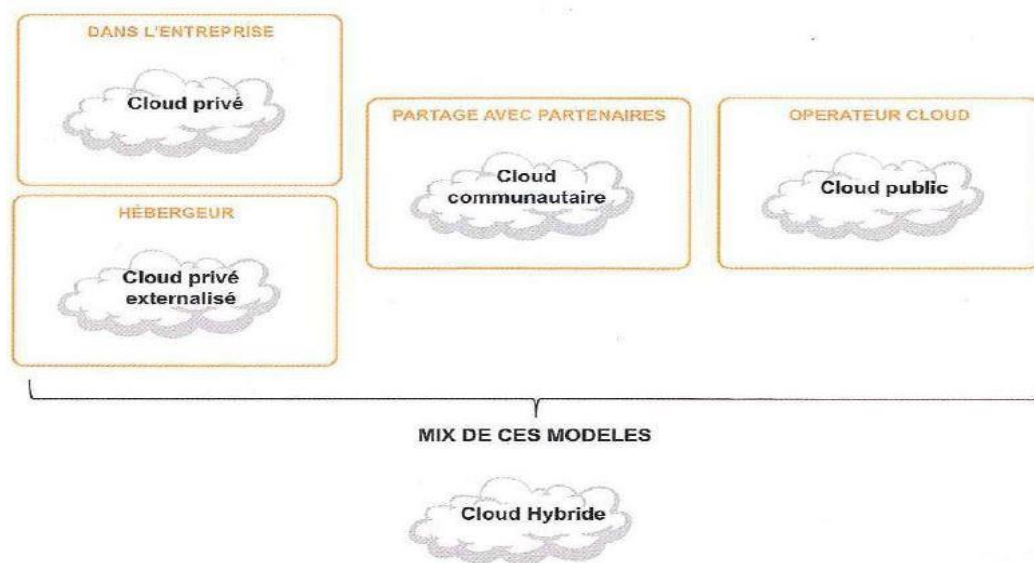 DANS L'ENTREPRISE
Cloud privé
HÉBERGEUR
Cloud privé
externalisé
PARTAGE AVEC PARTENAIRES
Cloud
communautaire
OPERATEUR CLOUD
Cloud public
MIX DE CES MODELES
Cloud Hybride